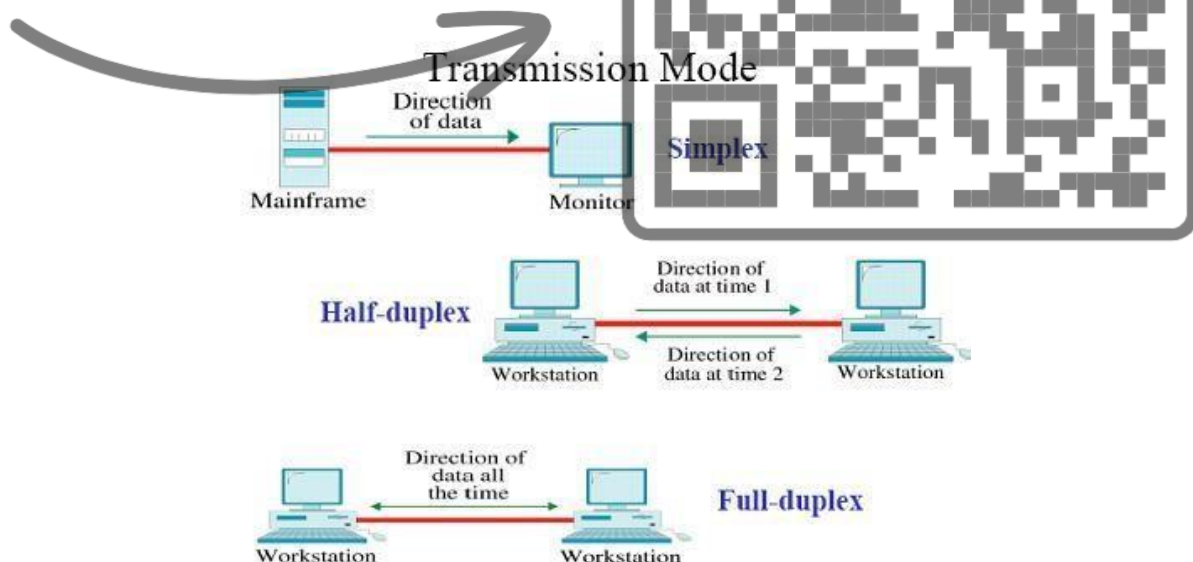 Transmission Mode
Direction
of data
Simplex
Mainframe
Monitor
Direction of
data at time 1
Half-duplex
Direction of
data at time 2
Workstation
Workstation
Direction of
data all
the time
Full-duplex
Workstation
Workstation